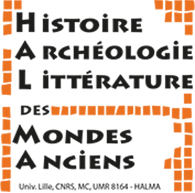 HISTOIRE
ARCHÉOLOGIE
LITTÉRATURE
DES
MONDES
ANCIENS
Univ. Lille, CNRS, MC, UMR 8164 - HALMA